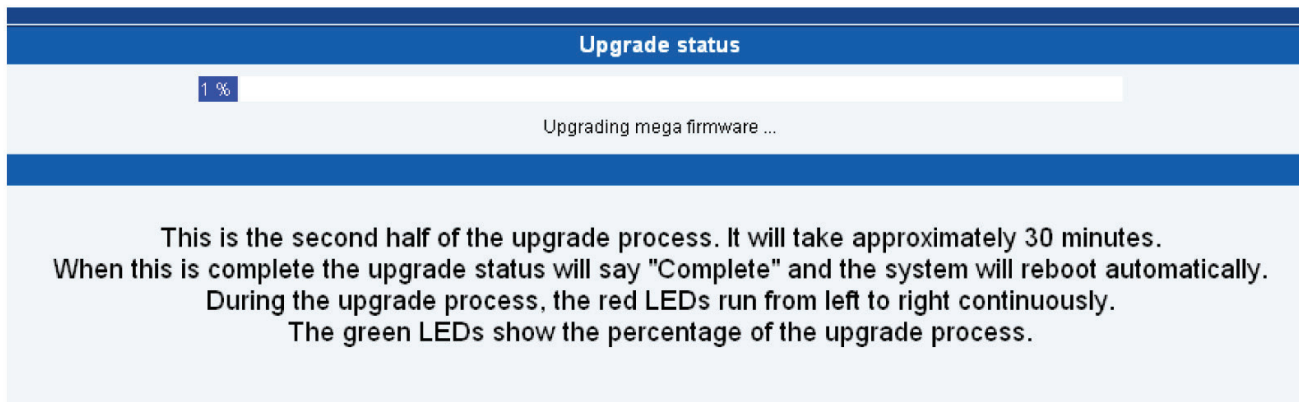 Upgrade status
1 %
Upgrading mega firmware ...
This is the second half of the upgrade process. It will take approximately 30 minutes.
When this is complete the upgrade status will say "Complete" and the system will reboot automatically.
During the upgrade process, the red LEDs run from left to right continuously.
The green LEDs show the percentage of the upgrade process.